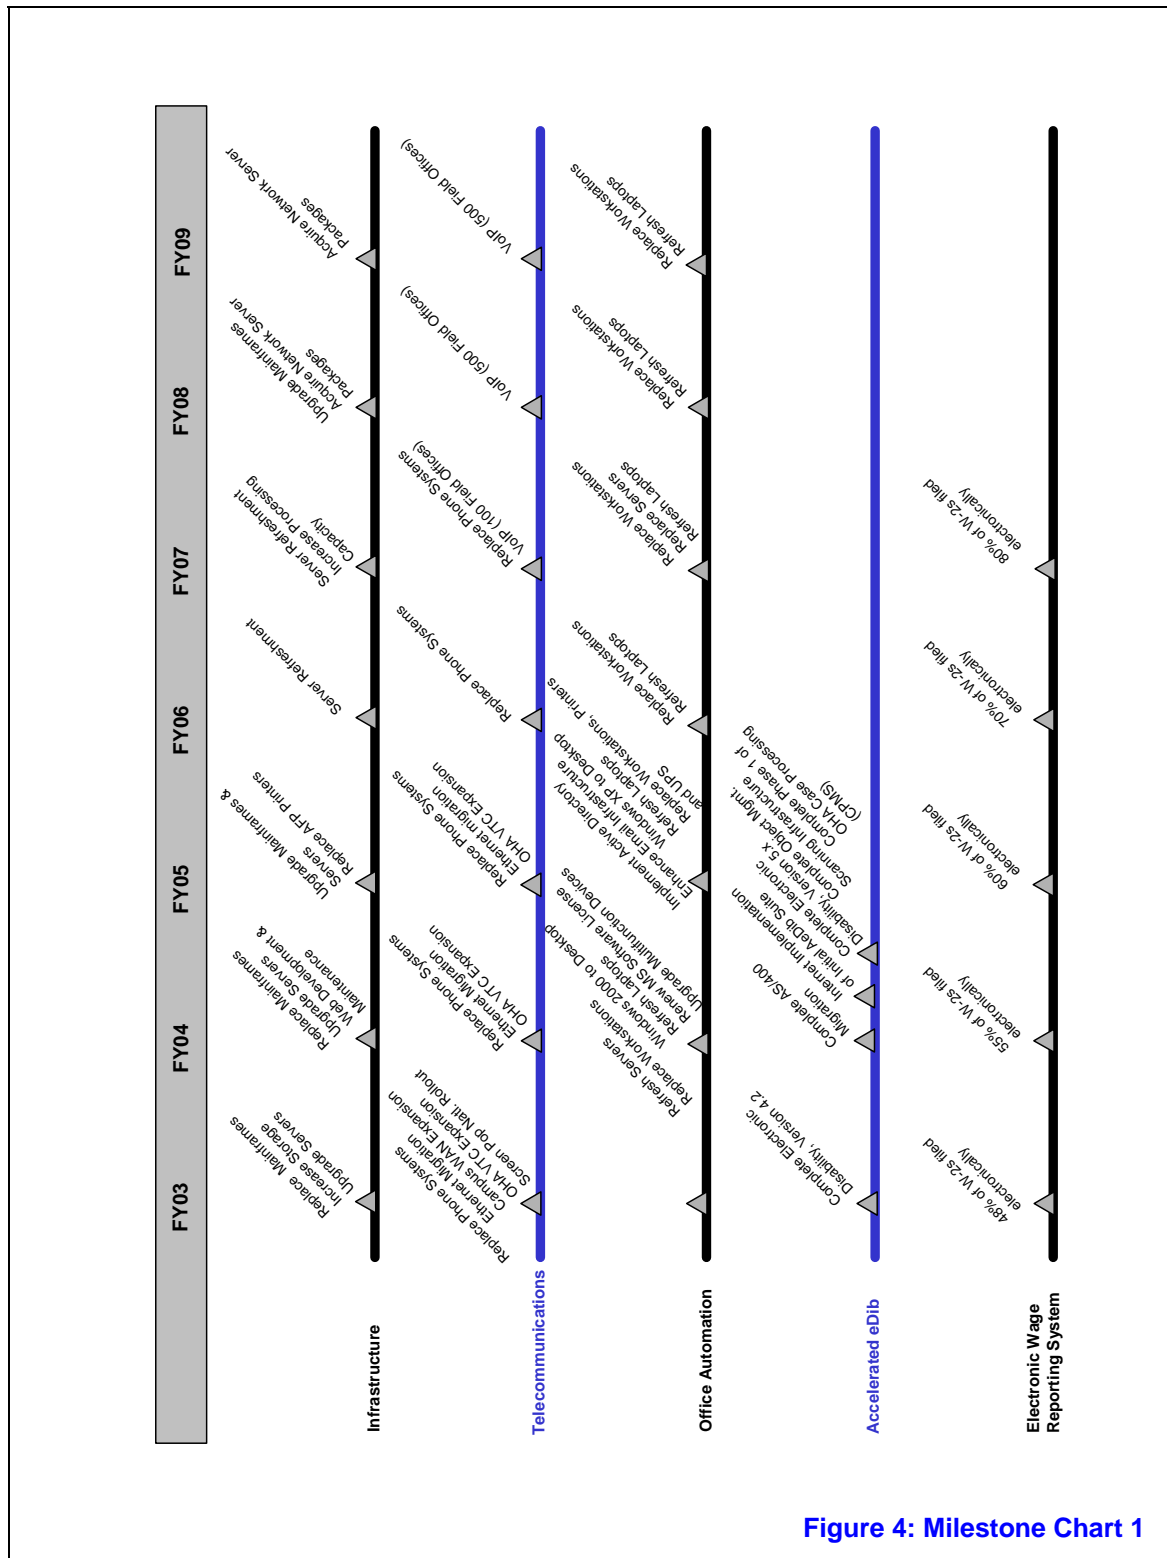 FY03
FY04
FY05
FY06
FY07
FY08
FY09
Infrastructure
Replace Mainframes
Increase Storage
Upgrade Servers
Replace Mainframes
Upgrade Servers
Web Development &
Maintenance
Upgrade Mainframes &
Servers
Replace AFP Printers
Server Refreshment
Server Refreshment
Increase Processing
Capacity
Upgrade Mainframes
Acquire Network Server
Packages
Acquire Network Server
Packages
Telecommunications
Replace Phone Systems
Ethernet Migration
Campus WAN Expansion
OHA VTC Expansion
Screen Pop Natl. Rollout
Replace Phone Systems
Ethernet Migration
OHA VTC Expansion
Replace Phone Systems
Ethernet migration
OHA VTC Expansion
Replace Phone Systems
Replace Phone Systems
VoIP (100 Field Offices)
VoIP (500 Field Offices)
VoIP (500 Field Offices)
Office Automation
Refresh Servers
Replace Workstations
Windows 2000 to Desktop
Refresh Laptops
Renew MS Software License
Upgrade Multifunction Devices
Implement Active Directory
Enhance Email Infrastructure
Windows XP to Desktop
Refresh Laptops
Replace Workstations, Printers
and UPS
Replace Workstations
Refresh Laptops
Replace Workstations
Replace Servers
Refresh Laptops
Replace Workstations
Refresh Laptops
Replace Workstations
Refresh Laptops
Accelerated eDib
Complete Electronic
Disability, Version 4.2
Complete AS/400
Migration
Internet Implementation
of Initial AeDib Suite
Complete Electronic
Disability, Version 5.x
Complete Object Mgmt.
Scanning Infrastructure
Complete Phase 1 of
OHA Case Processing
(CPMS)
Electronic Wage
Reporting System
48% of W-2s filed
electronically
55% of W-2s filed
electronically
60% of W-2s filed
electronically
70% of W-2s filed
electronically
80% of W-2s filed
electronically
Figure 4: Milestone Chart 1